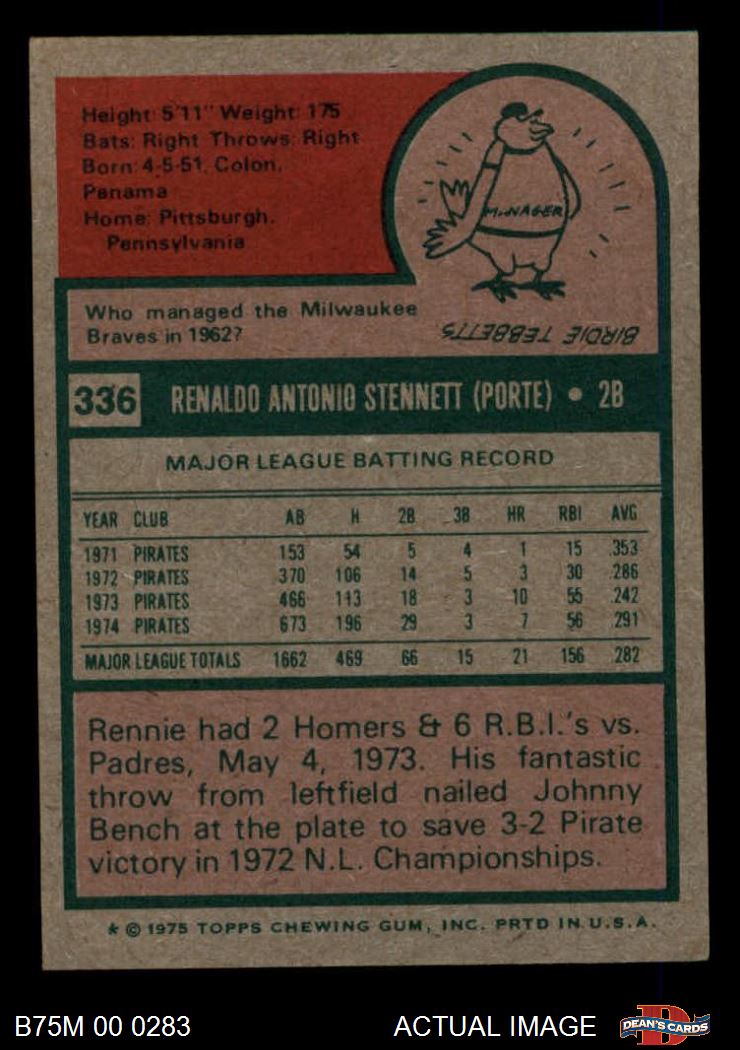 Height: 5'11" Weight: 175
Bats: Right Throws: Right
Born: 4-5-51, Colon,
Panama
Home: Pittsburgh,
Pennsylvania
MANAGER
Who managed the Milwaukee
Braves in 1962?
BIRDIE TEBBETTS
336 RENALDO ANTONIO STENNETT (PORTE) • 2B
MAJOR LEAGUE BATTING RECORD
YEAR CLUB AB H 2B 3B HR RBI AVG
1971 PIRATES 153 54 5 4 1 15 .353
1972 PIRATES 370 106 14 5 3 30 .286
1973 PIRATES 466 113 18 3 10 55 .242
1974 PIRATES 673 196 29 3 7 56 .291
MAJOR LEAGUE TOTALS 1662 469 66 15 21 156 .282
Rennie had 2 Homers & 6 R.B.I.'s vs.
Padres, May 4, 1973. His fantastic
throw from leftfield nailed Johnny
Bench at the plate to save 3-2 Pirate
victory in 1972 N.L. Championships.
* © 1975 TOPPS CHEWING GUM, INC. PRTD IN U.S.A.
B75M 00 0283 ACTUAL IMAGE D DEAN'S CARDS